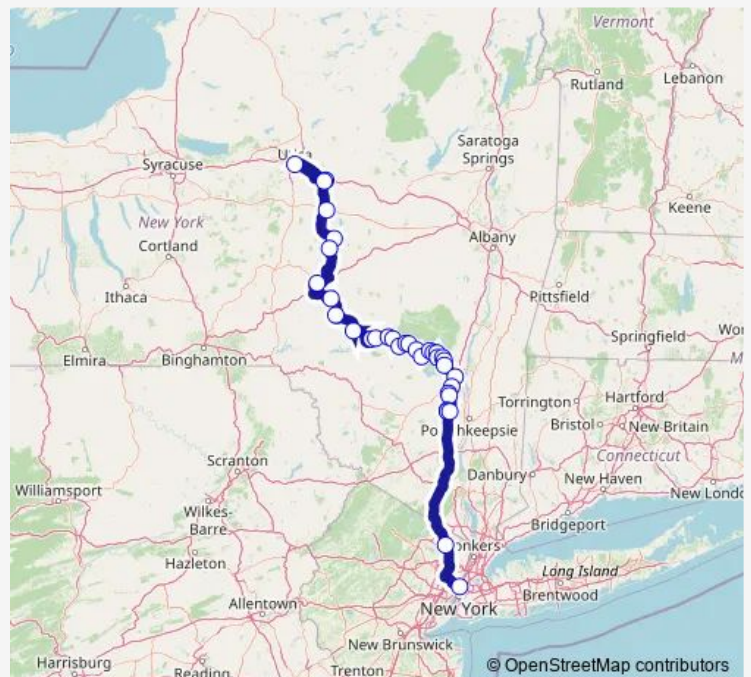 Vermont
Rutland
Lebanon
Saratoga
Springs
Syracuse
New York
Keene
Cortland
Albany
Ithaca
Pittsfield
Springfield
Elmira
Binghamton
Torrington
Hartford
Bristol
New Britain
Connecticut
Scranton
Danbury
New Haven
Williamsport
Wilkes-
Barre
Bridgeport
Hazleton
Long Island
Brentwood
Allentown
New York
New Brunswick
Harrisburg
Reading
Trenton
© OpenStreetMap contributors